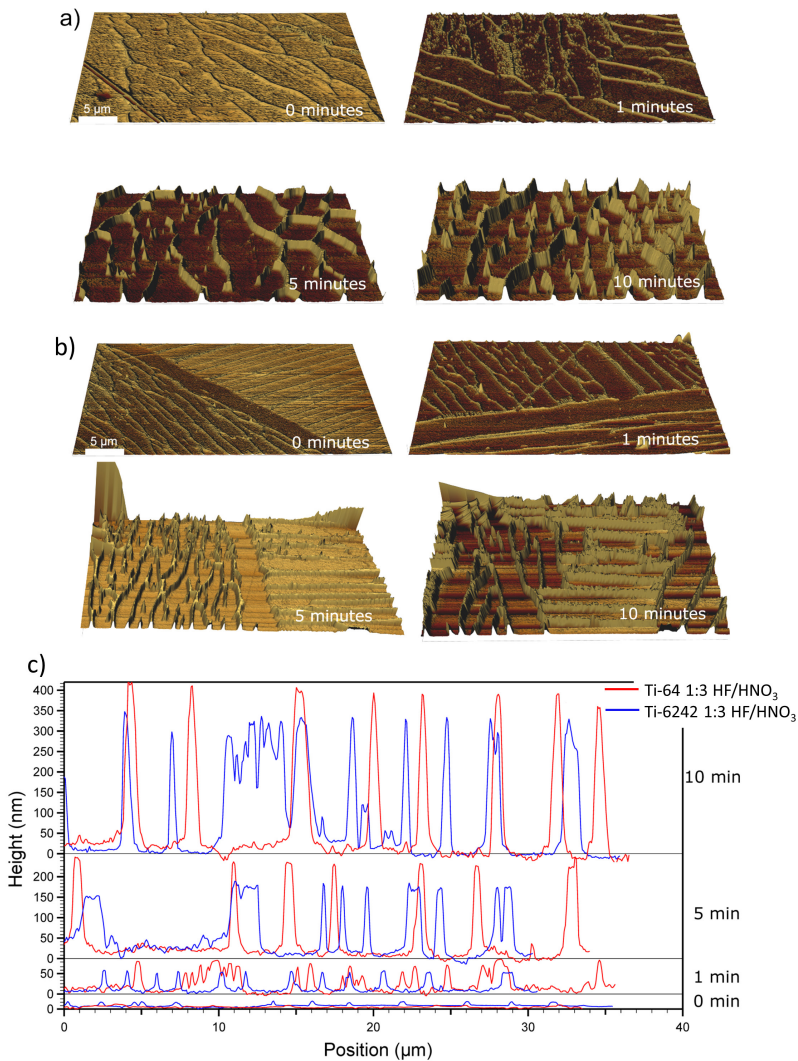 a)
5 µm
0 minutes
1 minutes
5 minutes
10 minutes
b)
5 µm
0 minutes
1 minutes
5 minutes
10 minutes
c)
Ti-64 1:3 HF/HNO₃
Ti-6242 1:3 HF/HNO₃
400
350
300
250
200
150
100
50
0
10 min
200
150
100
50
0
5 min
50
0
1 min
0
0 min
Height (nm)
0 10 20 30 40
Position (µm)